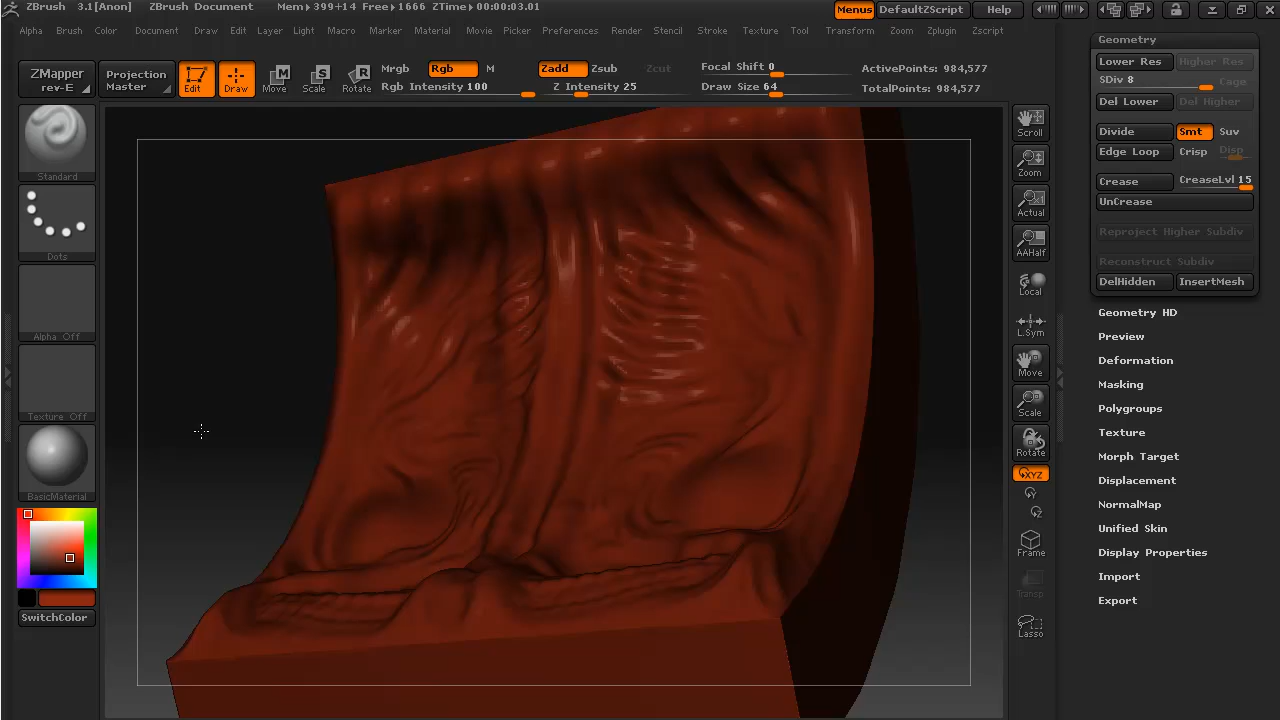 ZBrush 3.1[Anon] ZBrush Document Mem▸399+14 Free▸1666 ZTime▸00:00:03.01 Menus DefaultZScript Help
Alpha Brush Color Document Draw Edit Layer Light Macro Marker Material Movie Picker Preferences Render Stencil Stroke Texture Tool Transform Zoom Zplugin Zscript
ZMapper
rev-E
Projection
Master
Edit
Draw
Move
Scale
Rotate
Mrgb Rgb M
Rgb Intensity 100
Zadd Zsub Zcut
Z Intensity 25
Focal Shift 0
Draw Size 64
ActivePoints 984,577
TotalPoints 984,577
Standard
Dots
Alpha Off
Texture Off
BasicMaterial
SwitchColor
Scroll
Zoom
Actual
AAHalf
Local
L.Sym
Move
Scale
Rotate
XYZ
Y
Z
Frame
Transp
Lasso
Geometry
Lower Res Higher Res
SDiv 8 Cage
Del Lower Del Higher
Divide Smt Suv
Edge Loop Crisp Disp
Crease CreaseLvl 15
UnCrease
Reproject Higher Subdiv
Reconstruct Subdiv
DelHidden InsertMesh
Geometry HD
Preview
Deformation
Masking
Polygroups
Texture
Morph Target
Displacement
NormalMap
Unified Skin
Display Properties
Import
Export